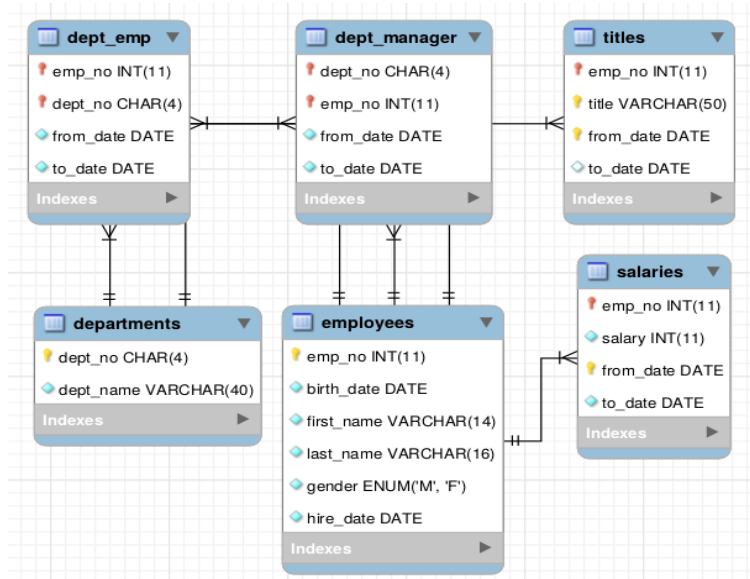 dept_emp
emp_no INT(11)
dept_no CHAR(4)
from_date DATE
to_date DATE
Indexes
dept_manager
dept_no CHAR(4)
emp_no INT(11)
from_date DATE
to_date DATE
Indexes
titles
emp_no INT(11)
title VARCHAR(50)
from_date DATE
to_date DATE
Indexes
departments
dept_no CHAR(4)
dept_name VARCHAR(40)
Indexes
employees
emp_no INT(11)
birth_date DATE
first_name VARCHAR(14)
last_name VARCHAR(16)
gender ENUM('M', 'F')
hire_date DATE
Indexes
salaries
emp_no INT(11)
salary INT(11)
from_date DATE
to_date DATE
Indexes